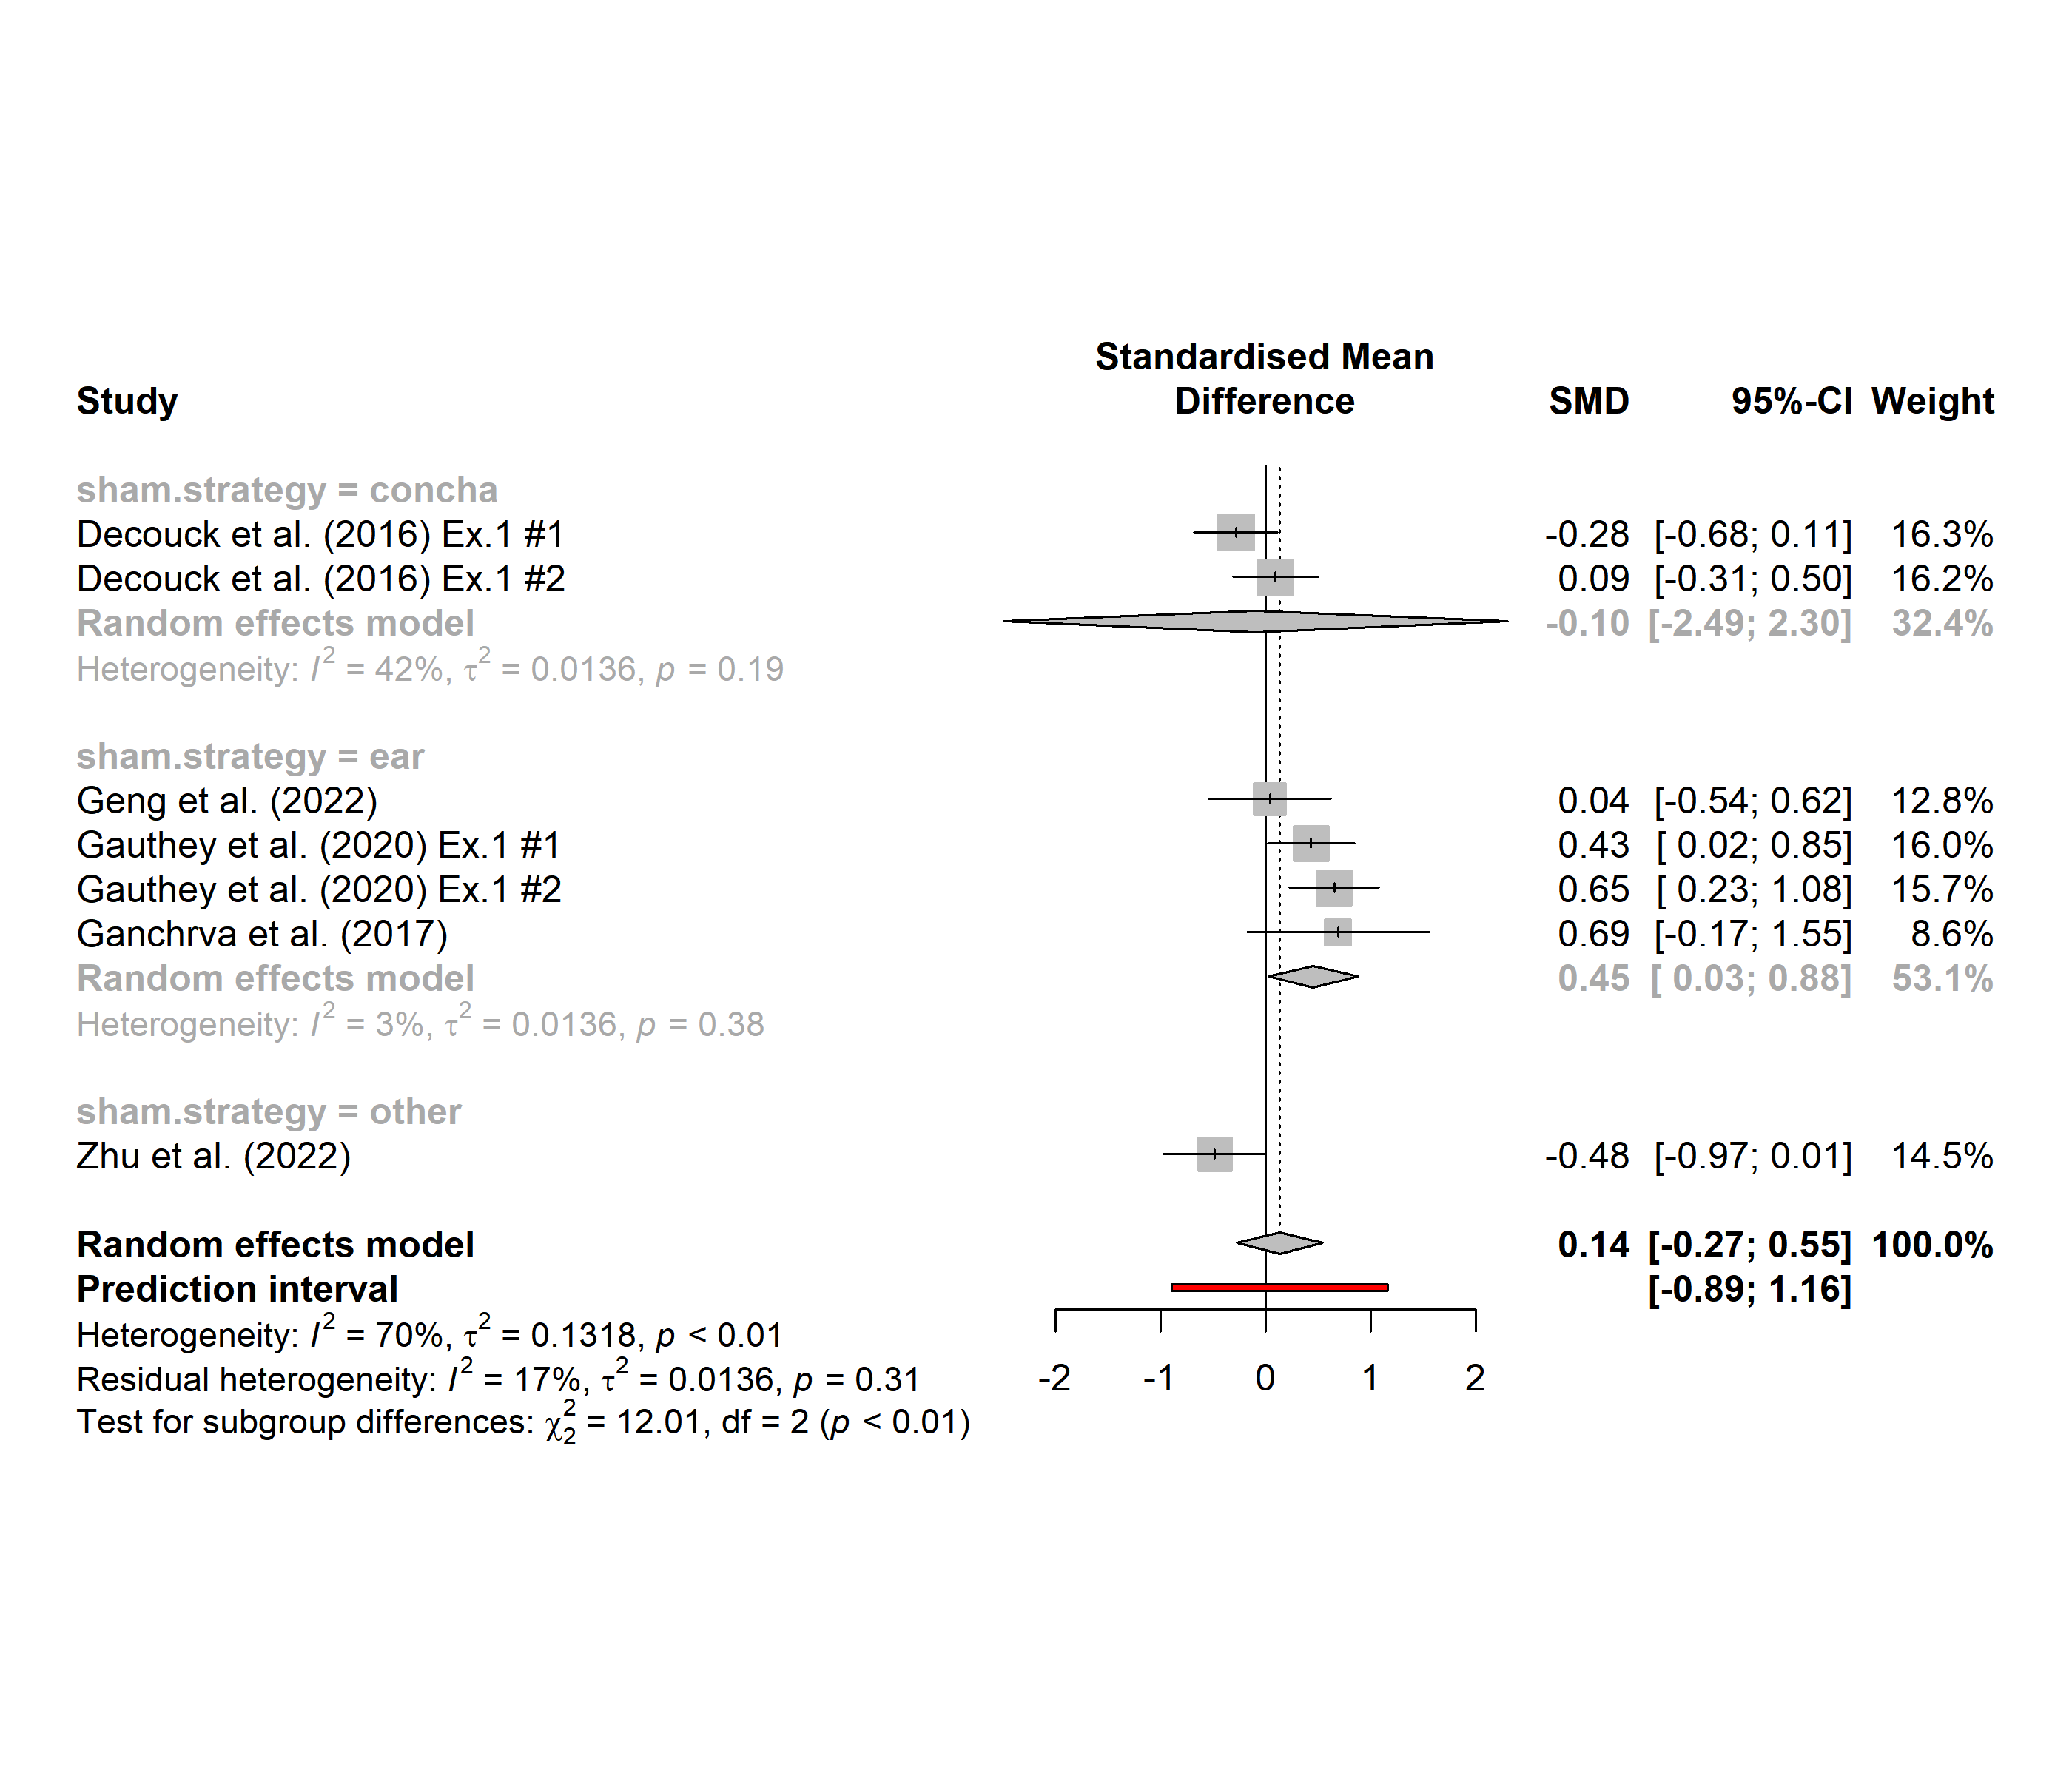 Standardised Mean
Study Difference SMD 95%-CI Weight
sham.strategy = concha
Decouck et al. (2016) Ex.1 #1 -0.28 [-0.68; 0.11] 16.3%
Decouck et al. (2016) Ex.1 #2 0.09 [-0.31; 0.50] 16.2%
Random effects model -0.10 [-2.49; 2.30] 32.4%
Heterogeneity: I² = 42%, τ² = 0.0136, p = 0.19
sham.strategy = ear
Geng et al. (2022) 0.04 [-0.54; 0.62] 12.8%
Gauthey et al. (2020) Ex.1 #1 0.43 [ 0.02; 0.85] 16.0%
Gauthey et al. (2020) Ex.1 #2 0.65 [ 0.23; 1.08] 15.7%
Ganchrva et al. (2017) 0.69 [-0.17; 1.55] 8.6%
Random effects model 0.45 [ 0.03; 0.88] 53.1%
Heterogeneity: I² = 3%, τ² = 0.0136, p = 0.38
sham.strategy = other
Zhu et al. (2022) -0.48 [-0.97; 0.01] 14.5%
Random effects model 0.14 [-0.27; 0.55] 100.0%
Prediction interval [-0.89; 1.16]
Heterogeneity: I² = 70%, τ² = 0.1318, p < 0.01
Residual heterogeneity: I² = 17%, τ² = 0.0136, p = 0.31
-2 -1 0 1 2
Test for subgroup differences: χ²₂ = 12.01, df = 2 (p < 0.01)